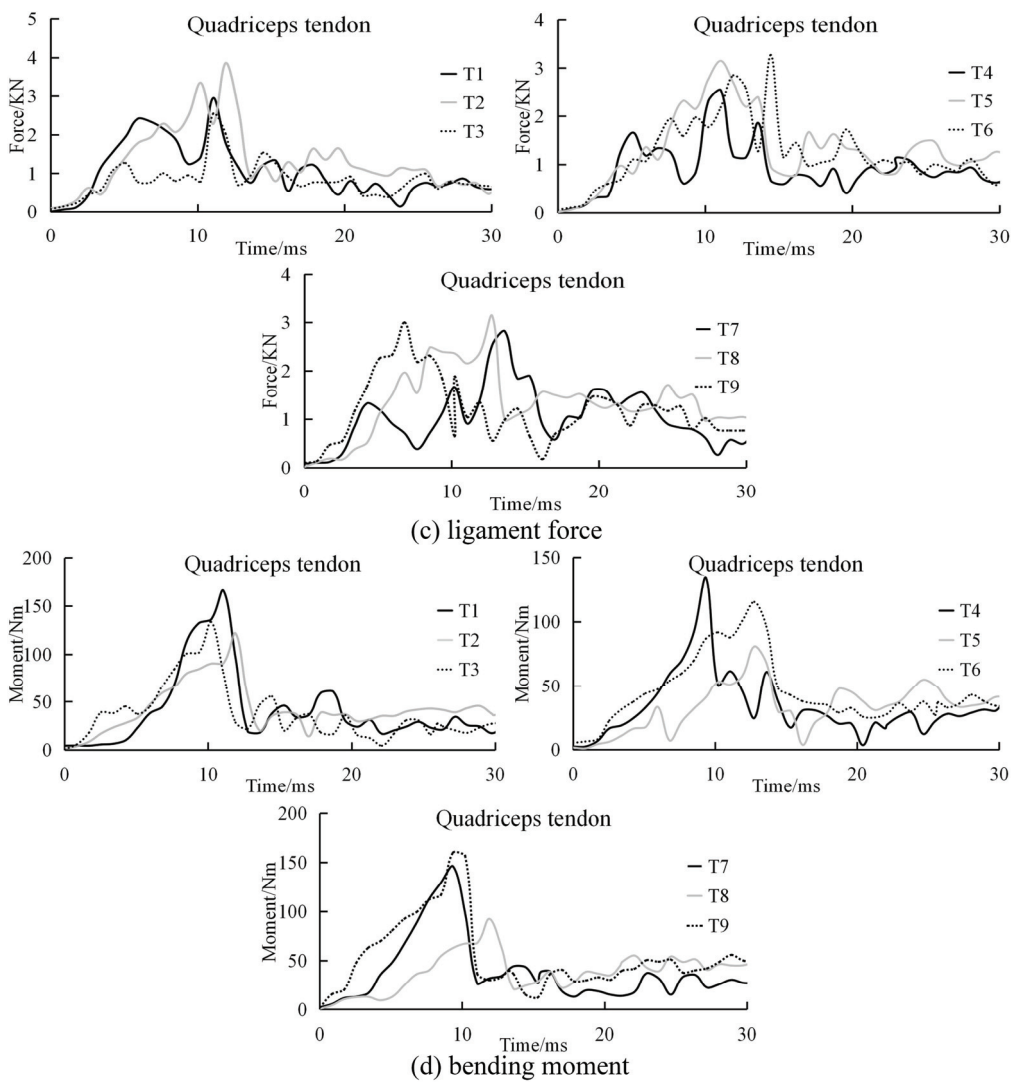 Quadriceps tendon
5
4
3
2
1
0
Force/KN
T1
T2
T3
0 10 20 30
Time/ms
Quadriceps tendon
4
3
2
1
0
Force/KN
T4
T5
T6
0 10 20 30
Time/ms
Quadriceps tendon
4
3
2
1
0
Force/KN
T7
T8
T9
0 10 20 30
Time/ms
(c) ligament force
Quadriceps tendon
200
150
100
50
0
Moment/Nm
T1
T2
T3
0 10 20 30
Time/ms
Quadriceps tendon
150
100
50
0
Moment/Nm
T4
T5
T6
0 10 20 30
Time/ms
Quadriceps tendon
200
150
100
50
0
Moment/Nm
T7
T8
T9
0 10 20 30
Time/ms
(d) bending moment